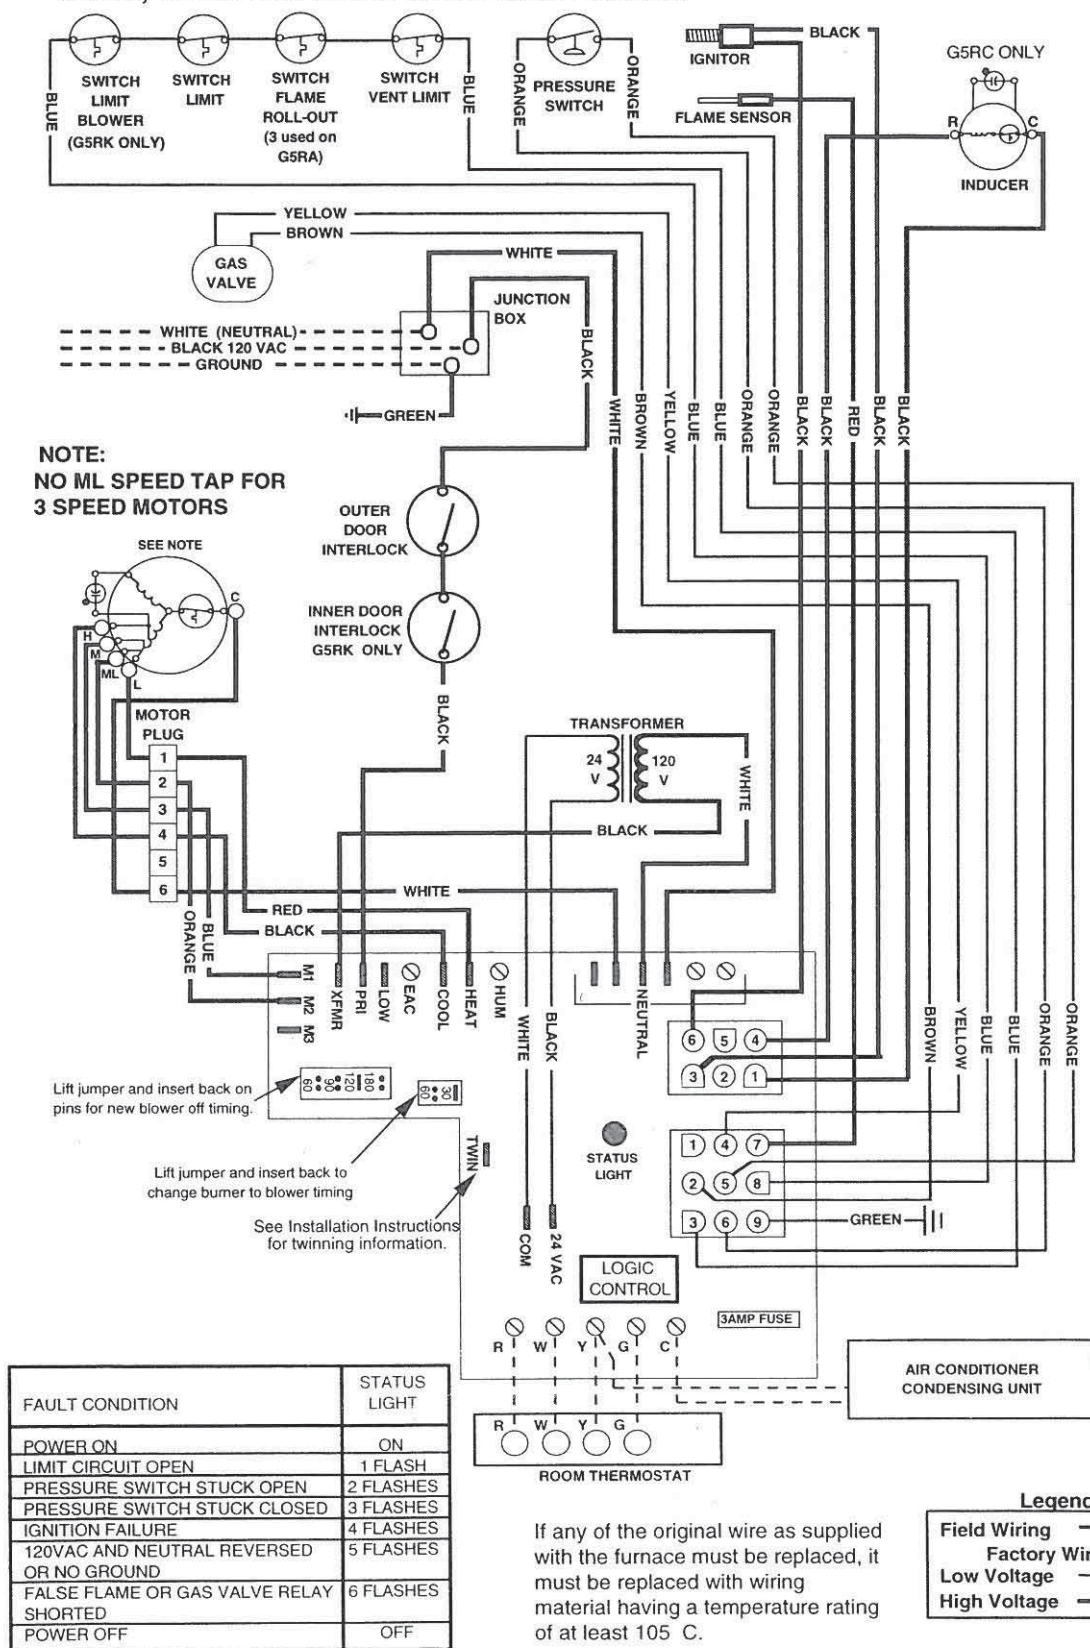 BLACK
IGNITOR
G5RC ONLY
SWITCH
LIMIT
BLOWER
(G5RK ONLY)
SWITCH
LIMIT
SWITCH
FLAME
ROLL-OUT
(3 used on
G5RA)
SWITCH
VENT LIMIT
BLUE
BLUE
ORANGE
PRESSURE
SWITCH
ORANGE
FLAME SENSOR
R
C
INDUCER
YELLOW
BROWN
GAS
VALVE
WHITE
JUNCTION
BOX
WHITE (NEUTRAL)
BLACK 120 VAC
GROUND
GREEN
BLACK
WHITE
BROWN
YELLOW
BLUE
BLUE
ORANGE
ORANGE
BLACK
BLACK
RED
BLACK
BLACK
NOTE:
NO ML SPEED TAP FOR
3 SPEED MOTORS
OUTER
DOOR
INTERLOCK
SEE NOTE
C
H
M
ML
L
INNER DOOR
INTERLOCK
G5RK ONLY
BLACK
MOTOR
PLUG
1
2
3
4
5
6
TRANSFORMER
24
V
120
V
WHITE
BLACK
WHITE
RED
BLACK
ORANGE
BLUE
M1
M2
M3
XFMR
PRI
LOW
EAC
COOL
HEAT
HUM
WHITE
BLACK
NEUTRAL
6 5 4
3 2 1
BROWN
YELLOW
BLUE
BLUE
ORANGE
ORANGE
60
90
120
180
60
30
Lift jumper and insert back on
pins for new blower off timing.
Lift jumper and insert back to
change burner to blower timing
TWIN
See Installation Instructions
for twinning information.
STATUS
LIGHT
1 4 7
2 5 8
3 6 9
GREEN
COM
24 VAC
LOGIC
CONTROL
3AMP FUSE
R W Y G C
R W Y G
ROOM THERMOSTAT
AIR CONDITIONER
CONDENSING UNIT
FAULT CONDITION STATUS LIGHT
POWER ON ON
LIMIT CIRCUIT OPEN 1 FLASH
PRESSURE SWITCH STUCK OPEN 2 FLASHES
PRESSURE SWITCH STUCK CLOSED 3 FLASHES
IGNITION FAILURE 4 FLASHES
120VAC AND NEUTRAL REVERSED 5 FLASHES
OR NO GROUND
FALSE FLAME OR GAS VALVE RELAY 6 FLASHES
SHORTED
POWER OFF OFF
If any of the original wire as supplied
with the furnace must be replaced, it
must be replaced with wiring
material having a temperature rating
of at least 105 C.
Legend
Field Wiring
Factory Wir
Low Voltage
High Voltage